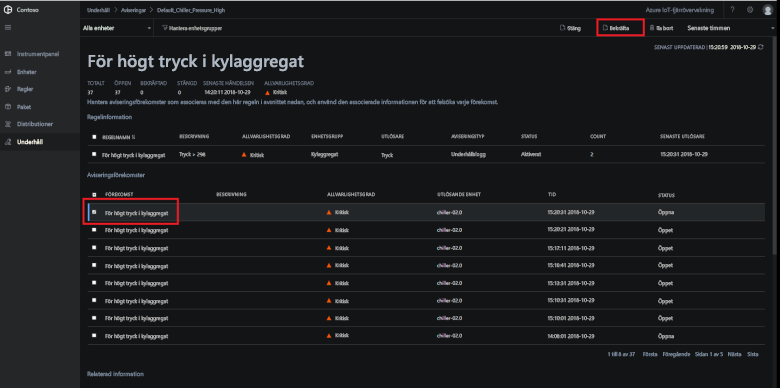 Contoso
Underhåll > Aviseringar > Default_Chiller_Pressure_High
Azure IoT-fjärrövervakning
?
Alla enheter
Hantera enhetsgrupper
Stäng
Bekräfta
Ta bort
Senaste timmen
Instrumentpanel
Enheter
Regler
Paket
Distributioner
Underhåll
SENAST UPPDATERAD | 15:20:59 2018-10-29
För högt tryck i kylaggregat
TOTALT ÖPPEN BEKRÄFTAD STÄNGD SENASTE HÄNDELSEN ALLVARLIGHETSGRAD
37 37 0 0 14:20:11 2018-10-29 Kritisk
Hantera aviseringsförekomster som associeras med den här regeln i avsnittet nedan, och använd den associerade informationen för att felsöka varje förekomst.
Regelinformation
REGELNAMN BESKRIVNING ALLVARLIGHETSGRAD ENHETSGRUPP UTLÖSARE AVISERINGSTYP STATUS COUNT SENASTE UTLÖSARE
För högt tryck i kylaggregat Tryck > 298 Kritiskt Kylaggregat Tryck Underhållslogg Aktiverat 2 15:20:31 2018-10-29
Aviseringsförekomster
FÖREKOMST BESKRIVNING ALLVARLIGHETSGRAD UTLÖSANDE ENHET TID STATUS
För högt tryck i kylaggregat Kritiskt chiller-02.0 15:20:31 2018-10-29 Öppna
För högt tryck i kylaggregat Kritiskt chiller-02.0 15:20:21 2018-10-29 Öppet
För högt tryck i kylaggregat Kritiskt chiller-02.0 15:17:11 2018-10-29 Öppet
För högt tryck i kylaggregat Kritiskt chiller-02.0 15:16:41 2018-10-29 Öppet
För högt tryck i kylaggregat Kritiskt chiller-02.0 15:13:31 2018-10-29 Öppet
För högt tryck i kylaggregat Kritiskt chiller-02.0 15:10:31 2018-10-29 Öppet
För högt tryck i kylaggregat Kritiskt chiller-02.0 15:10:01 2018-10-29 Öppet
För högt tryck i kylaggregat Kritiskt chiller-02.0 14:08:01 2018-10-29 Öppna
1 till 8 av 37 Första Föregående Sidan 1 av 5 Nästa Sista
Relaterad information